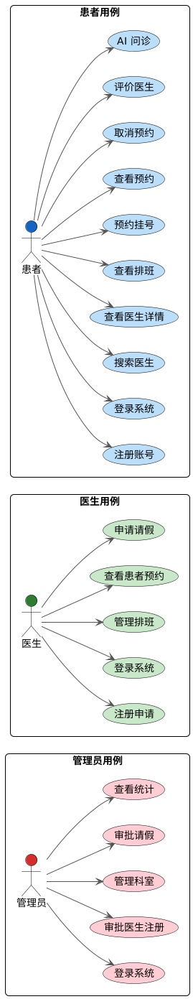 患者用例
AI 问诊
评价医生
取消预约
查看预约
预约挂号
患者
查看排班
查看医生详情
搜索医生
登录系统
注册账号
医生用例
申请请假
查看患者预约
管理排班
医生
登录系统
注册申请
管理员用例
查看统计
审批请假
管理科室
管理员
审批医生注册
登录系统